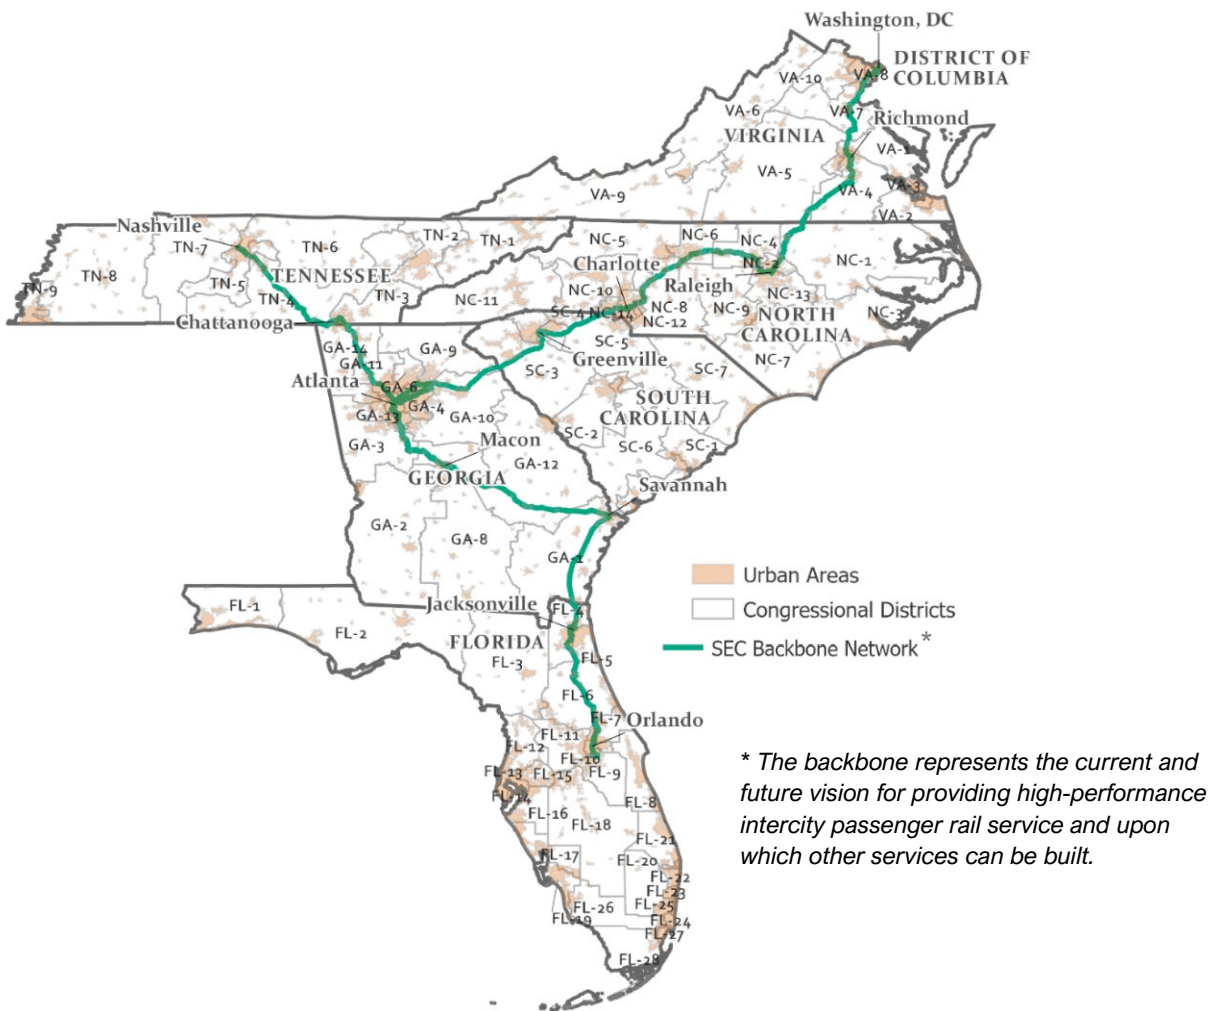 Washington, DC
DISTRICT OF
COLUMBIA
VA-10
VA-8
VA-6
VA-7
Richmond
VIRGINIA
VA-1
VA-5
VA-3
VA-9
VA-4
VA-2
Nashville
TN-7
TN-6
TN-2
TN-1
NC-5
NC-6
NC-4
TN-8
TENNESSEE
Charlotte
NC-2
NC-1
TN-9
TN-5
TN-4
TN-3
NC-11
NC-10
Raleigh
NC-13
Chattanooga
SC-4
NC-14
NC-8
NC-9
NORTH
CAROLINA
NC-3
NC-12
GA-14
GA-9
SC-5
NC-7
GA-11
Greenville
SC-3
SC-7
Atlanta
GA-6
GA-4
GA-13
GA-10
SOUTH
CAROLINA
GA-3
Macon
SC-2
SC-6
SC-1
GA-12
GEORGIA
Savannah
GA-2
GA-8
GA-1
Urban Areas
Congressional Districts
SEC Backbone Network*
Jacksonville
FL-4
FL-1
FL-2
FLORIDA
FL-3
FL-5
FL-6
FL-7
Orlando
FL-11
FL-12
FL-10
FL-13
FL-15
FL-9
FL-14
FL-16
FL-18
FL-8
FL-21
FL-17
FL-20
FL-22
FL-23
FL-25
FL-26
FL-19
FL-24
FL-27
FL-28
* The backbone represents the current and
future vision for providing high-performance
intercity passenger rail service and upon
which other services can be built.